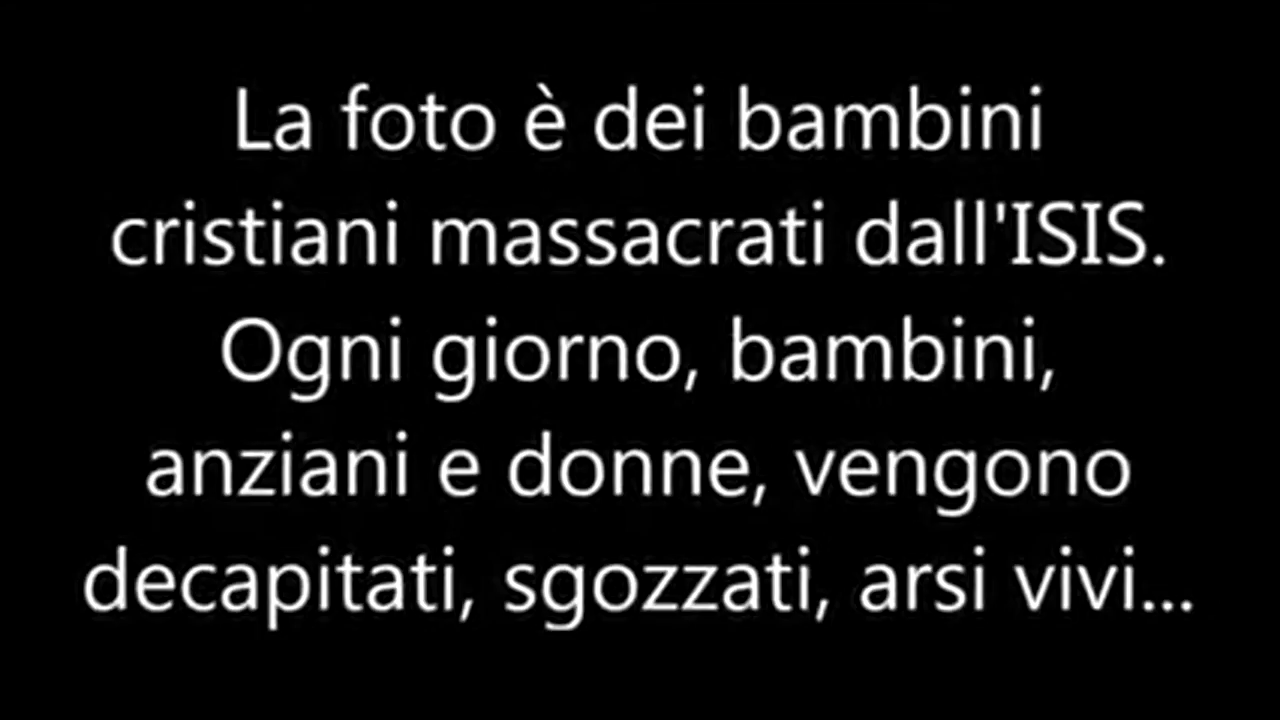 La foto è dei bambini
cristiani massacrati dall'ISIS.
Ogni giorno, bambini,
anziani e donne, vengono
decapitati, sgozzati, arsi vivi...